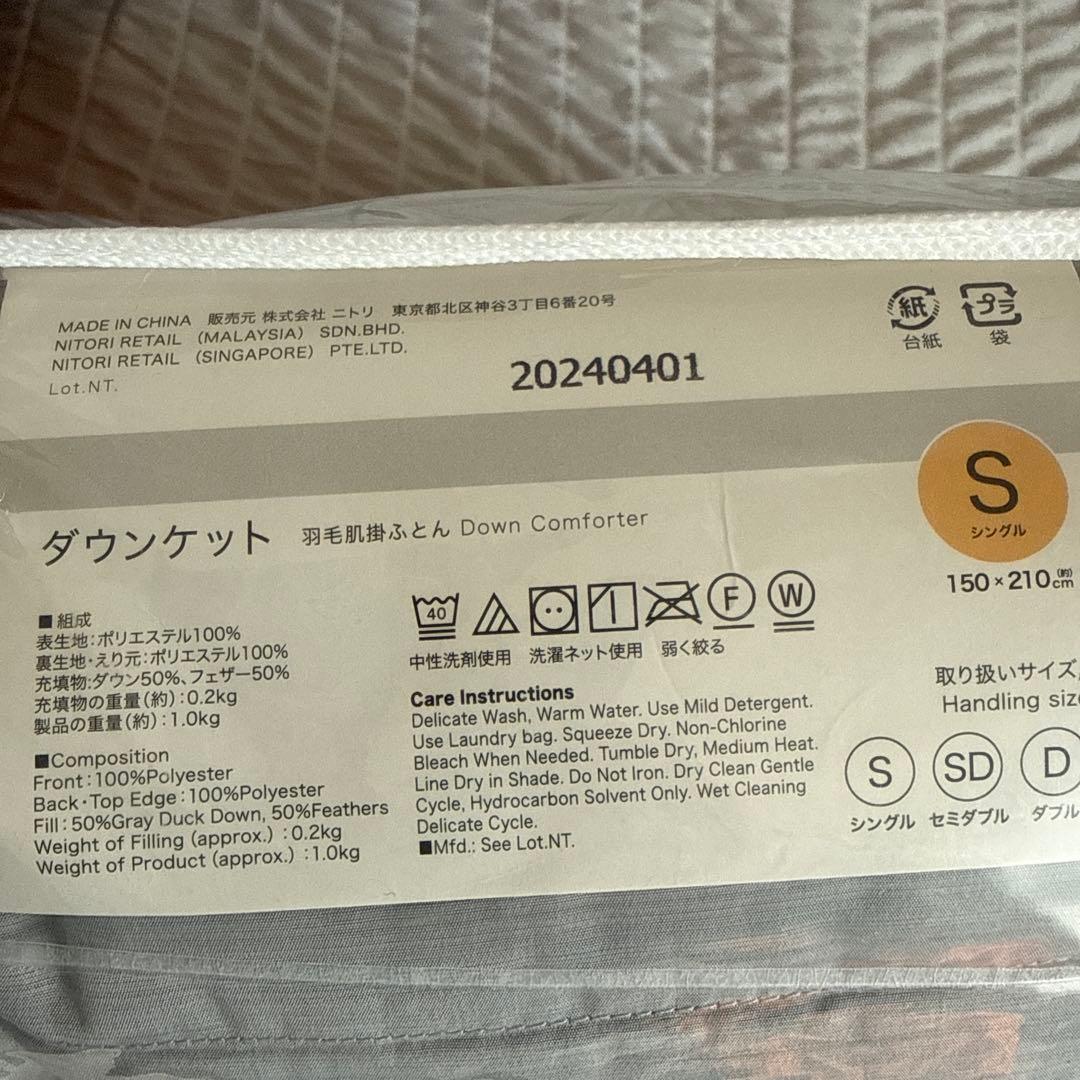 MADE IN CHINA 販売元 株式会社 ニトリ 東京都北区神谷3丁目6番20号
NITORI RETAIL (MALAYSIA) SDN.BHD.
NITORI RETAIL (SINGAPORE) PTE.LTD.
Lot.NT.
20240401
紙
台紙
プラ
袋
S
シングル
150×210cm(約)
ダウンケット 羽毛肌掛ふとん Down Comforter
■組成
表生地:ポリエステル100%
裏生地・えり元:ポリエステル100%
充填物:ダウン50%、フェザー50%
充填物の重量(約):0.2kg
製品の重量(約):1.0kg
■Composition
Front:100%Polyester
Back・Top Edge:100%Polyester
Fill:50%Gray Duck Down, 50%Feathers
Weight of Filling (approx.) :0.2kg
Weight of Product (approx.) :1.0kg
40 F W
中性洗剤使用 洗濯ネット使用 弱く絞る
Care Instructions
Delicate Wash, Warm Water. Use Mild Detergent.
Use Laundry bag. Squeeze Dry. Non-Chlorine
Bleach When Needed. Tumble Dry, Medium Heat.
Line Dry in Shade. Do Not Iron. Dry Clean Gentle
Cycle, Hydrocarbon Solvent Only. Wet Cleaning
Delicate Cycle.
■Mfd.: See Lot.NT.
取り扱いサイズ
Handling size
S SD D
シングル セミダブル ダブル